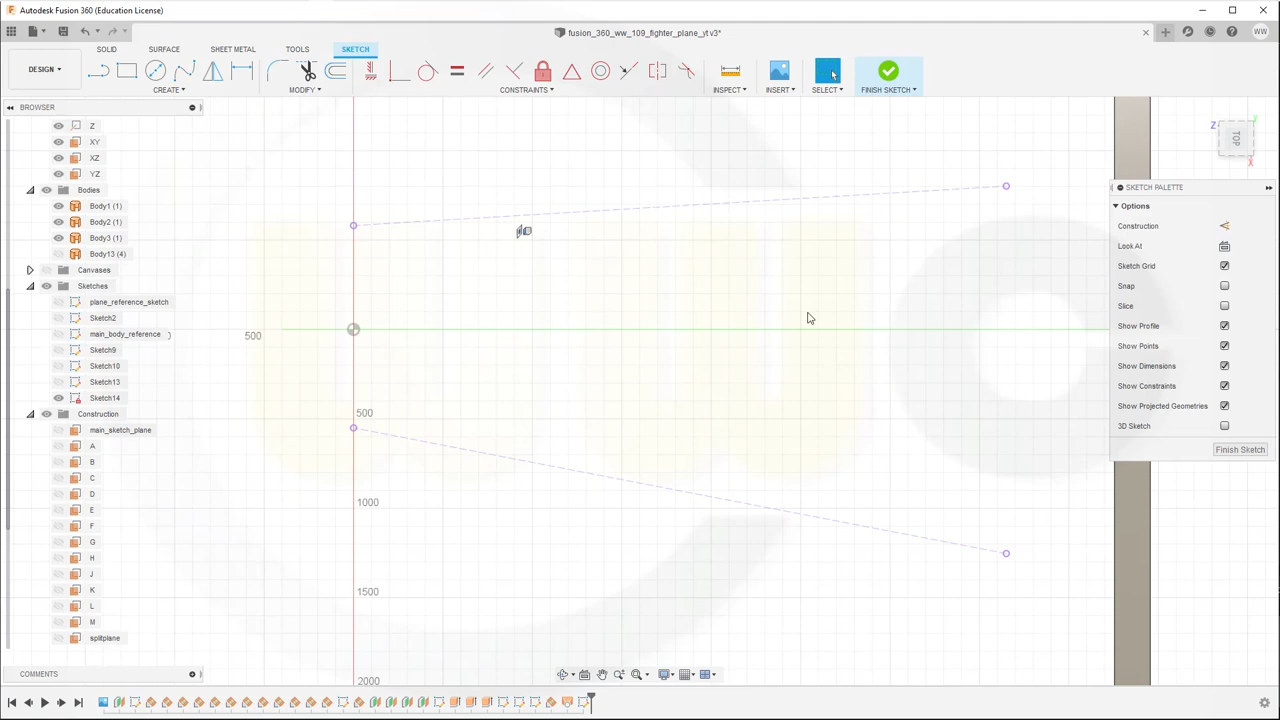 Autodesk Fusion 360 (Education License)
fusion_360_ww_109_fighter_plane_yt v3*
WW
DESIGN
SOLID SURFACE SHEET METAL TOOLS SKETCH
CREATE MODIFY CONSTRAINTS INSPECT INSERT SELECT FINISH SKETCH
BROWSER
Z
XY
XZ
YZ
Bodies
Body1 (1)
Body2 (1)
Body3 (1)
Body13 (4)
Canvases
Sketches
plane_reference_sketch
Sketch2
main_body_reference )
Sketch9
Sketch10
Sketch13
Sketch14
Construction
main_sketch_plane
A
B
C
D
E
F
G
H
J
K
L
M
splitplane
COMMENTS
500
500
1000
1500
2000
Z
Y
TOP
X
SKETCH PALETTE
Options
Construction
Look At
Sketch Grid
Snap
Slice
Show Profile
Show Points
Show Dimensions
Show Constraints
Show Projected Geometries
3D Sketch
Finish Sketch